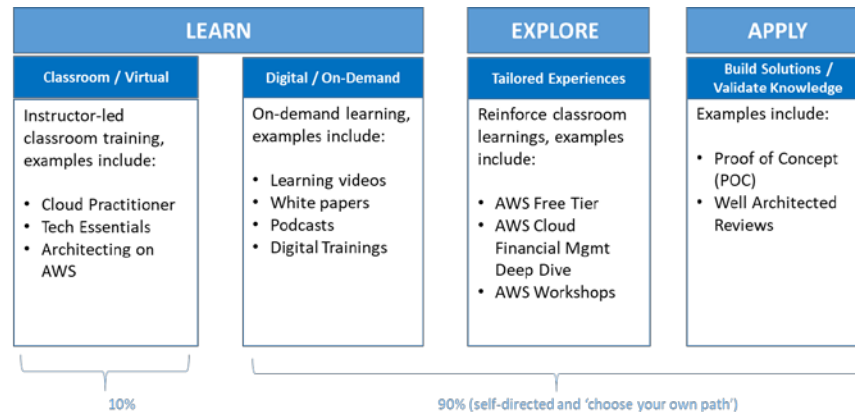 LEARN
EXPLORE
APPLY
Classroom / Virtual
Instructor-led
classroom training,
examples include:
• Cloud Practitioner
• Tech Essentials
• Architecting on
AWS
Digital / On-Demand
On-demand learning,
examples include:
• Learning videos
• White papers
• Podcasts
• Digital Trainings
Tailored Experiences
Reinforce classroom
learnings, examples
include:
• AWS Free Tier
• AWS Cloud
Financial Mgmt
Deep Dive
• AWS Workshops
Build Solutions /
Validate Knowledge
Examples include:
• Proof of Concept
(POC)
• Well Architected
Reviews
10%
90% (self-directed and ‘choose your own path’)